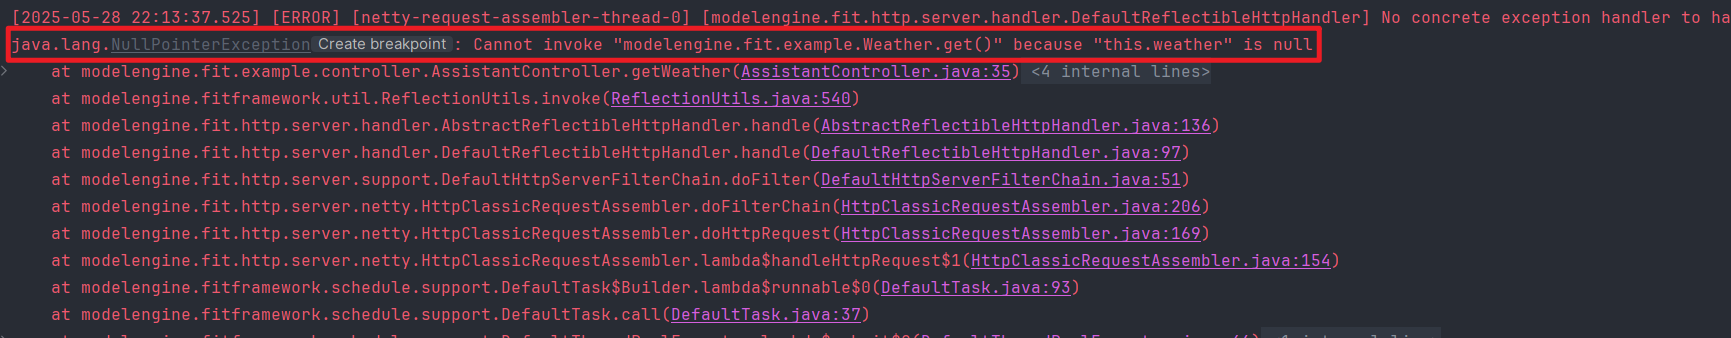 [2025-05-28 22:13:37.525] [ERROR] [netty-request-assembler-thread-0] [modelengine.fit.http.server.handler.DefaultReflectibleHttpHandler] No concrete exception handler to ha
java.lang.NullPointerException Create breakpoint : Cannot invoke "modelengine.fit.example.Weather.get()" because "this.weather" is null
at modelengine.fit.example.controller.AssistantController.getWeather(AssistantController.java:35) <4 internal lines>
at modelengine.fitframework.util.ReflectionUtils.invoke(ReflectionUtils.java:540)
at modelengine.fit.http.server.handler.AbstractReflectibleHttpHandler.handle(AbstractReflectibleHttpHandler.java:136)
at modelengine.fit.http.server.handler.DefaultReflectibleHttpHandler.handle(DefaultReflectibleHttpHandler.java:97)
at modelengine.fit.http.server.support.DefaultHttpServerFilterChain.doFilter(DefaultHttpServerFilterChain.java:51)
at modelengine.fit.http.server.netty.HttpClassicRequestAssembler.doFilterChain(HttpClassicRequestAssembler.java:206)
at modelengine.fit.http.server.netty.HttpClassicRequestAssembler.doHttpRequest(HttpClassicRequestAssembler.java:169)
at modelengine.fit.http.server.netty.HttpClassicRequestAssembler.lambda$handleHttpRequest$1(HttpClassicRequestAssembler.java:154)
at modelengine.fitframework.schedule.support.DefaultTask$Builder.lambda$runnable$0(DefaultTask.java:93)
at modelengine.fitframework.schedule.support.DefaultTask.call(DefaultTask.java:37)